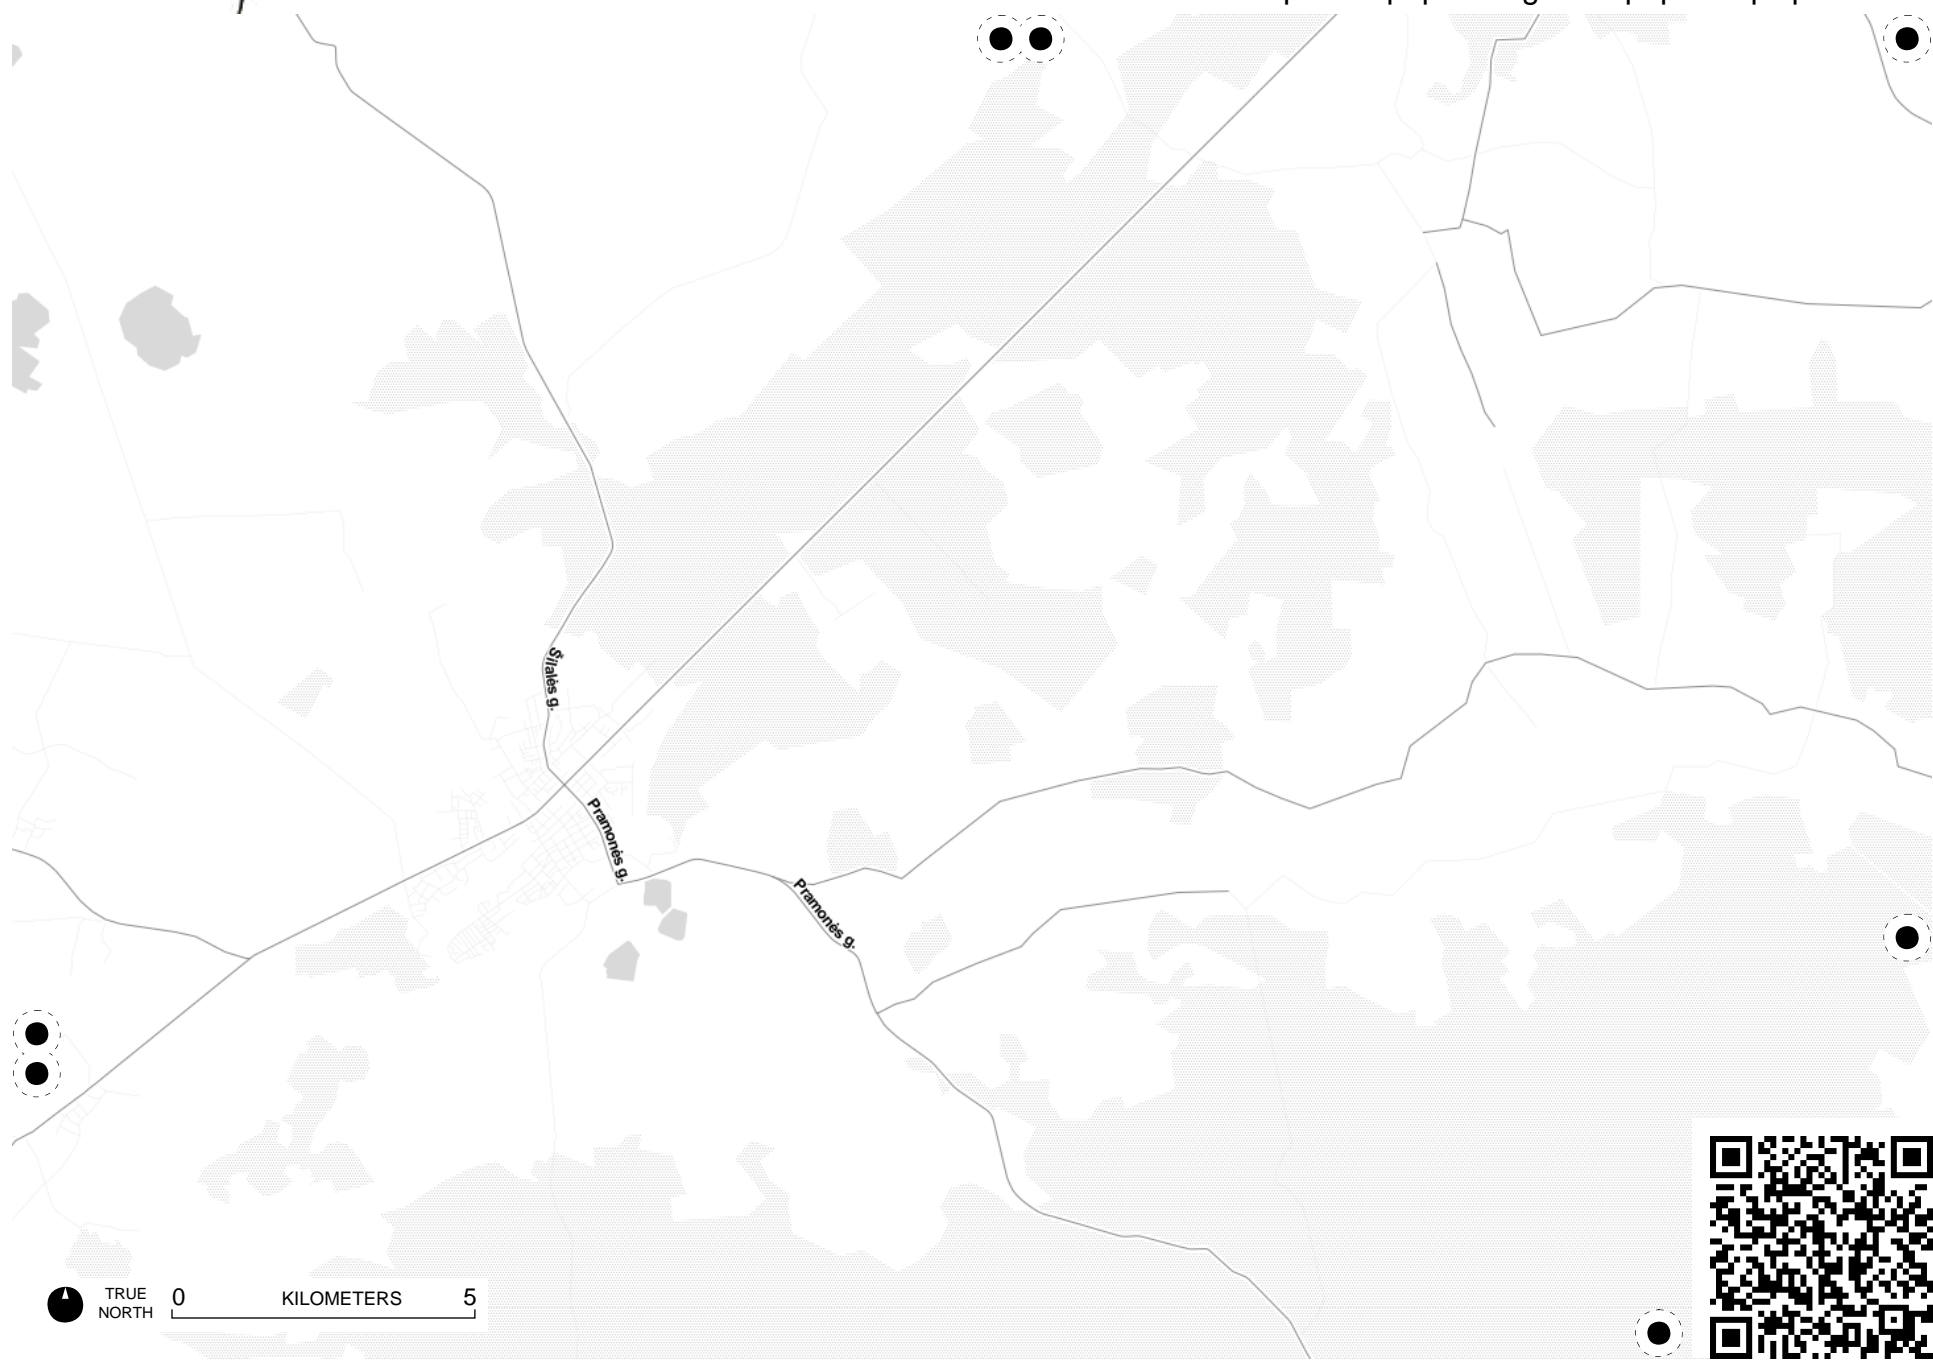 Šilalės g.
Pramonės g.
Pramonės g.
TRUE
NORTH
0 KILOMETERS 5